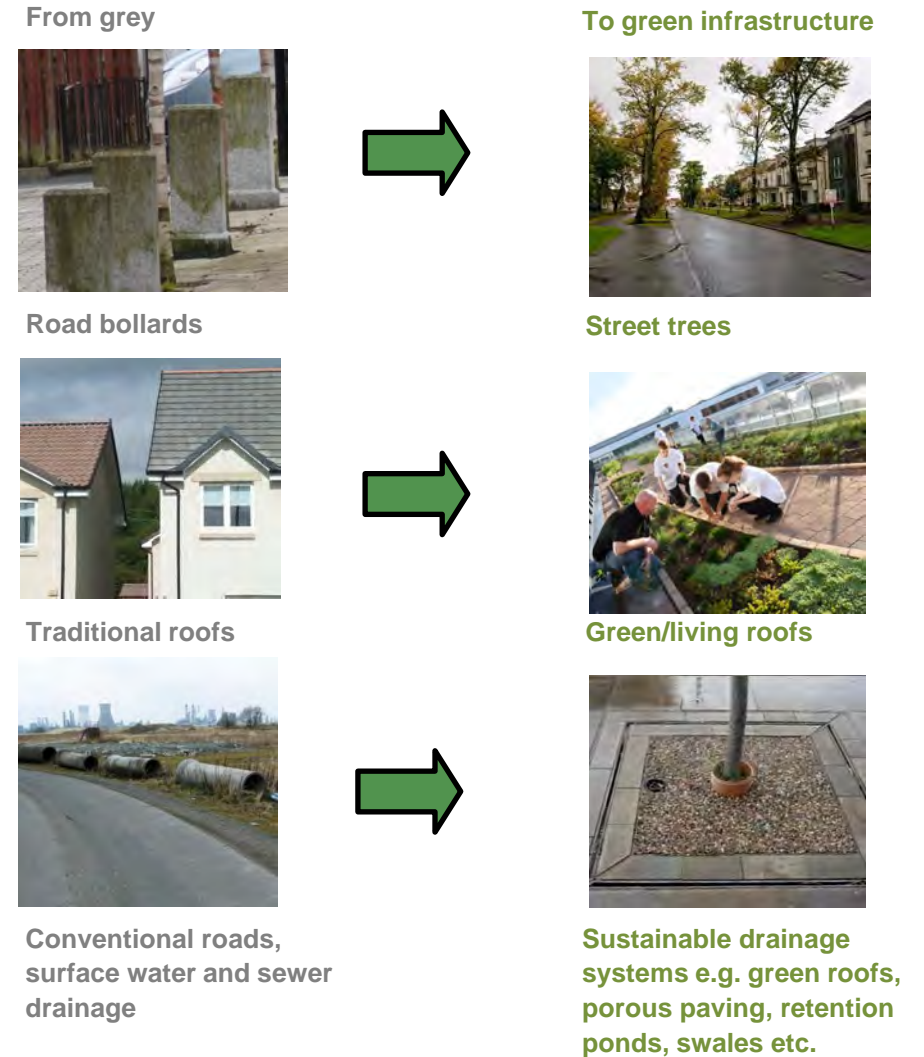 From grey
To green infrastructure
Road bollards
Street trees
Traditional roofs
Green/living roofs
Conventional roads,
surface water and sewer
drainage
Sustainable drainage
systems e.g. green roofs,
porous paving, retention
ponds, swales etc.